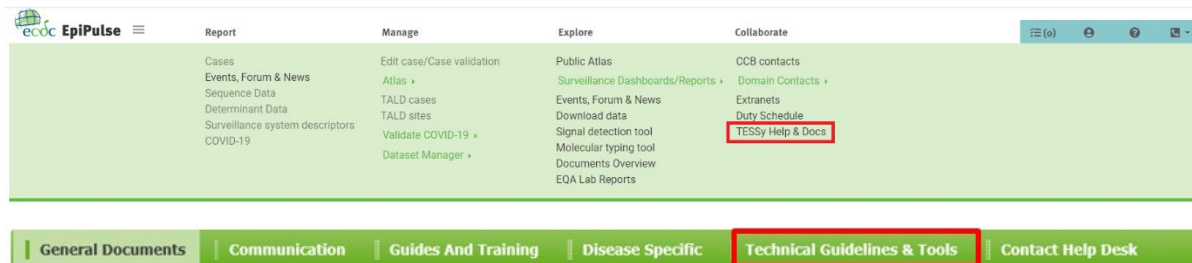 ecdc EpiPulse
Report
Cases
Events, Forum & News
Sequence Data
Determinant Data
Surveillance system descriptors
COVID-19
Manage
Edit case/Case validation
Atlas
TALD cases
TALD sites
Validate COVID-19
Dataset Manager
Explore
Public Atlas
Surveillance Dashboards/Reports
Events, Forum & News
Download data
Signal detection tool
Molecular typing tool
Documents Overview
EQA Lab Reports
Collaborate
CCB contacts
Domain Contacts
Extranets
Duty Schedule
TESSy Help & Docs
(0)
General Documents
Communication
Guides And Training
Disease Specific
Technical Guidelines & Tools
Contact Help Desk